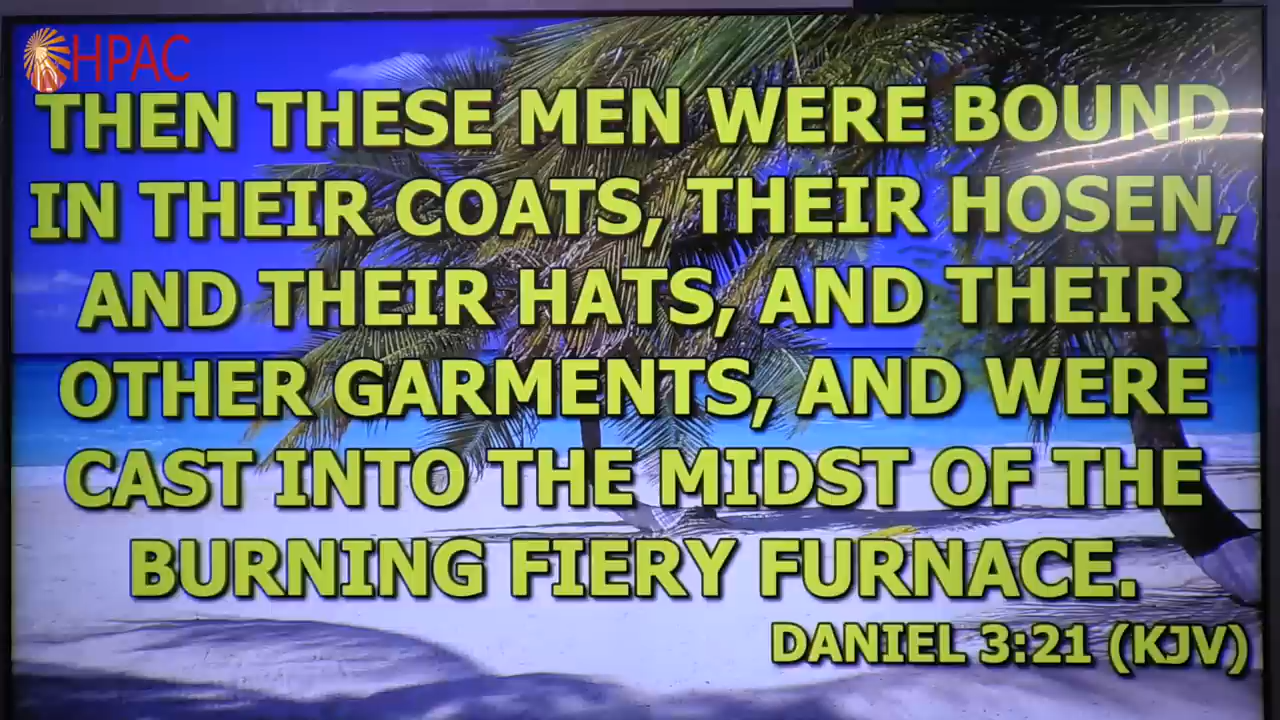 HPAC
THEN THESE MEN WERE BOUND
IN THEIR COATS, THEIR HOSEN,
AND THEIR HATS, AND THEIR
OTHER GARMENTS, AND WERE
CAST INTO THE MIDST OF THE
BURNING FIERY FURNACE.
DANIEL 3:21 (KJV)